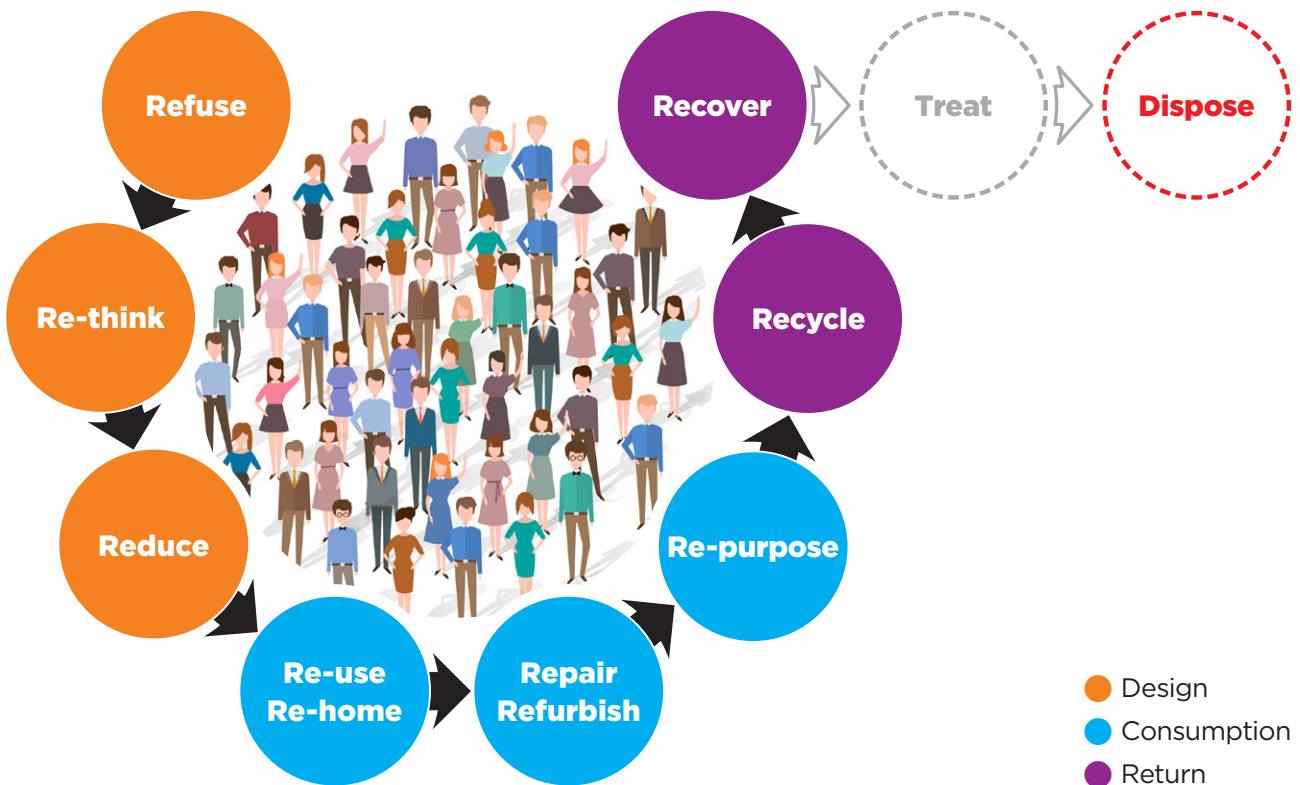 Refuse
Re-think
Reduce
Re-use
Re-home
Repair
Refurbish
Re-purpose
Recycle
Recover
Treat
Dispose
Design
Consumption
Return